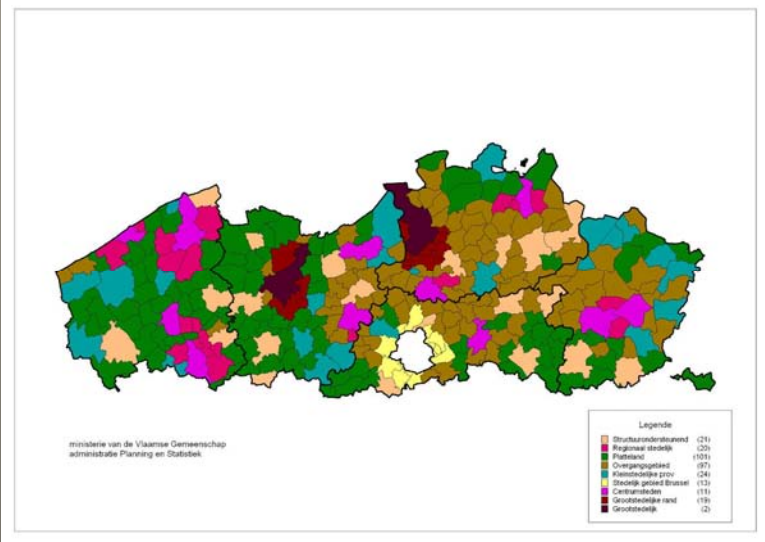 ministerie van de Vlaamse Gemeenschap
administratie Planning en Statistiek
Legende
Structuurondersteunend (21)
Regionaal stedelijk (20)
Platteland (101)
Overgangsgebied (97)
Kleinstedelijke prov (24)
Stedelijk gebied Brussel (13)
Centrumsteden (11)
Grootstedelijke rand (19)
Grootstedelijk (2)